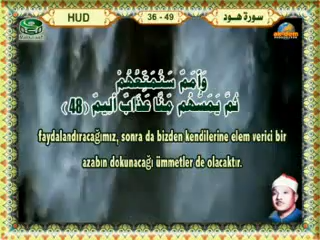 HUD
36 - 49
سورة هود
وَأُمَمٌ سَنُمَتِّعُهُمْ
ثُمَّ يَمَسُّهُم مِّنَّا عَذَابٌ أَلِيمٌ (48)
faydalandıracağımız, sonra da bizden kendilerine elem verici bir
azabın dokunacağı ümmetler de olacaktır.